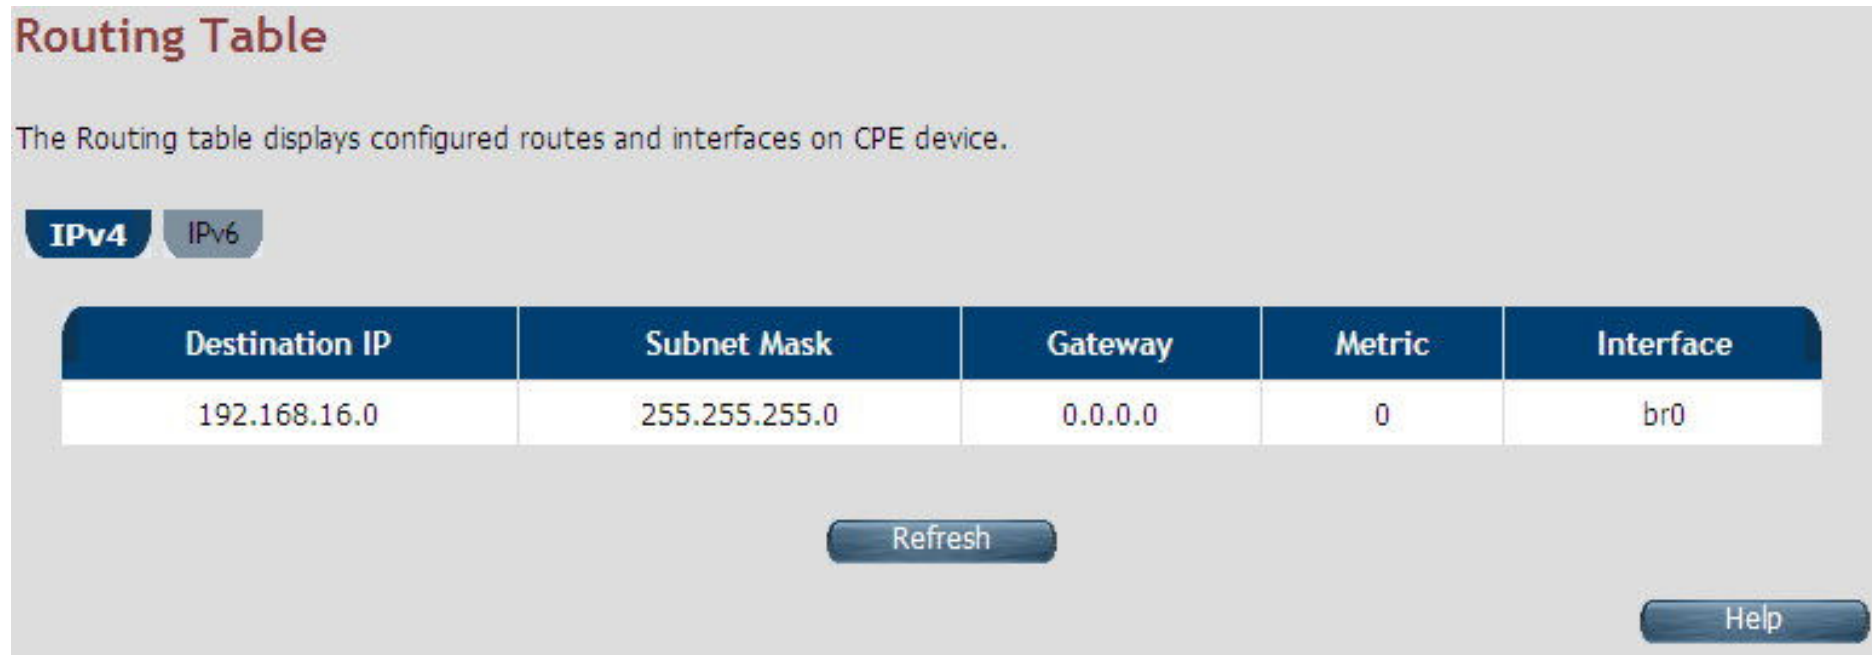 Routing Table
The Routing table displays configured routes and interfaces on CPE device.
IPv4 IPv6
Destination IP Subnet Mask Gateway Metric Interface
192.168.16.0 255.255.255.0 0.0.0.0 0 br0
Refresh
Help